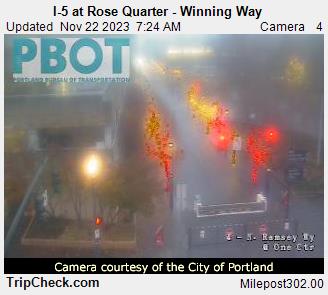 I-5 at Rose Quarter - Winning Way
Updated Nov 22 2023 7:24 AM Camera 4
PBOT
PORTLAND BUREAU OF TRANSPORTATION
4 - N. Ramsey Wy
@ One Ctr
Camera courtesy of the City of Portland
TripCheck.com Milepost302.00